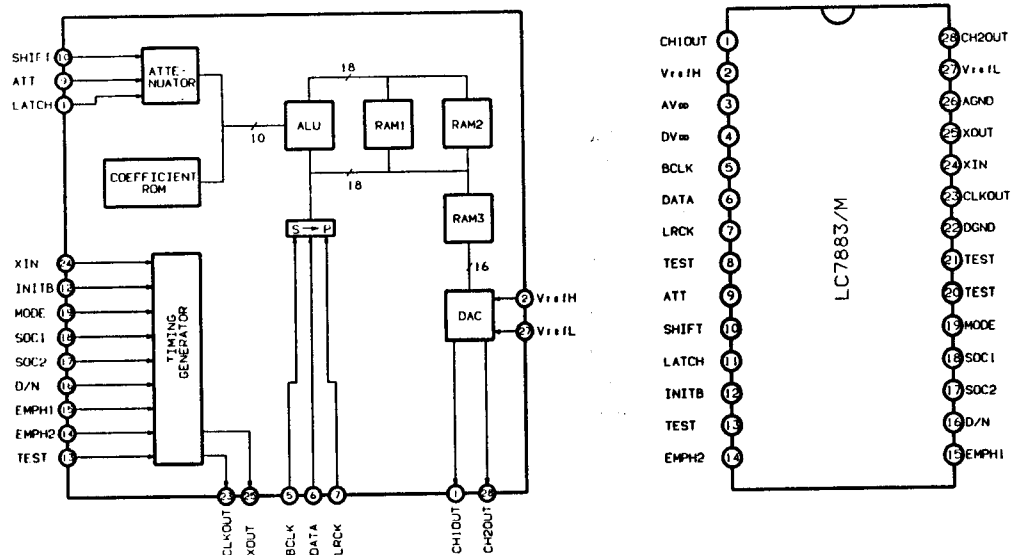 SHIFT 10
ATT 9
LATCH 1
ATTE-
NUATOR
COEFFICIENT
ROM
10
18
ALU
RAM1
RAM2
18
S → P
RAM3
16
DAC
2 VrefH
27 VrefL
XIN 24
INITB 12
MODE 19
SOC1 18
SOC2 17
D/N 16
EMPH1 15
EMPH2 14
TEST 13
TIMING
GENERATOR
23 25 5 6 7 1 28
CLKOUT
XOUT
BCLK
DATA
LRCK
CH1OUT
CH2OUT
CH1OUT 1
VrefH 2
AVDD 3
DVDD 4
BCLK 5
DATA 6
LRCK 7
TEST 8
ATT 9
SHIFT 10
LATCH 11
INITB 12
TEST 13
EMPH2 14
LC7883/M
28 CH2OUT
27 VrefL
26 AGND
25 XOUT
24 XIN
23 CLKOUT
22 DGND
21 TEST
20 TEST
19 MODE
18 SOC1
17 SOC2
16 D/N
15 EMPH1